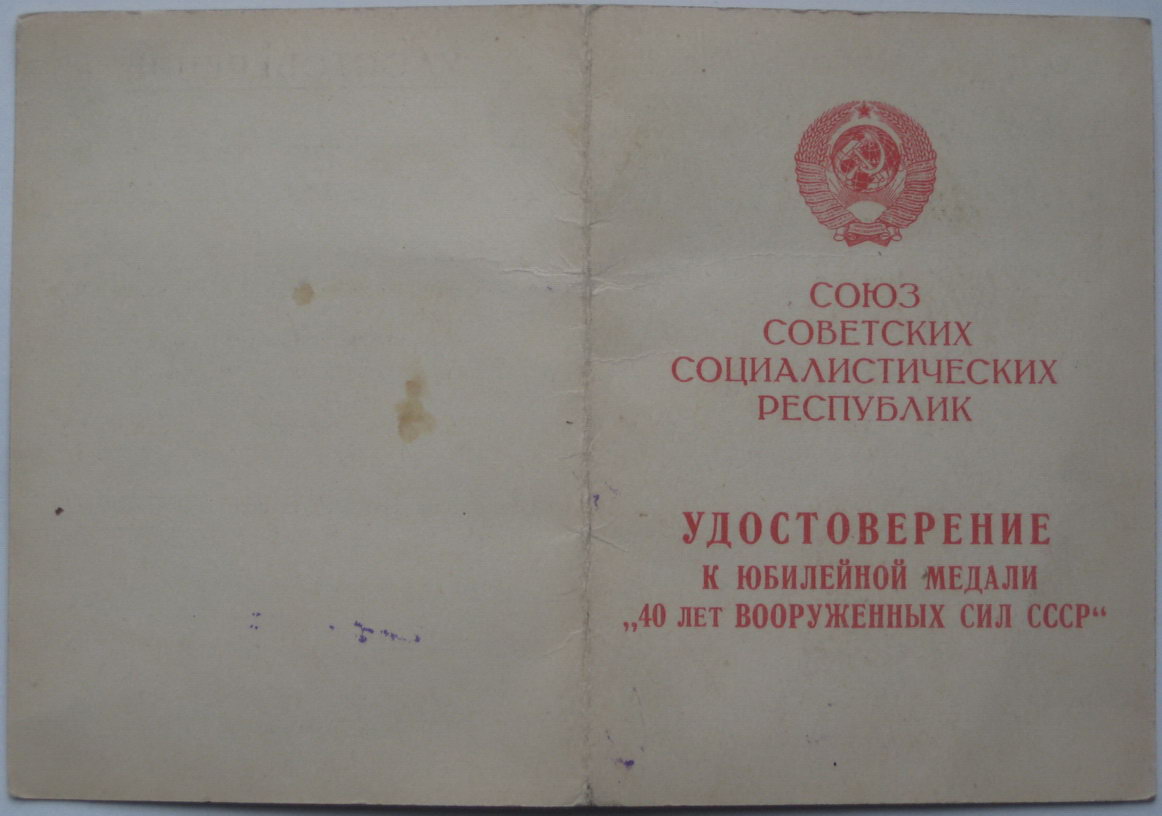 СОЮЗ
СОВЕТСКИХ
СОЦИАЛИСТИЧЕСКИХ
РЕСПУБЛИК
УДОСТОВЕРЕНИЕ
К ЮБИЛЕЙНОЙ МЕДАЛИ
„40 ЛЕТ ВООРУЖЕННЫХ СИЛ СССР“